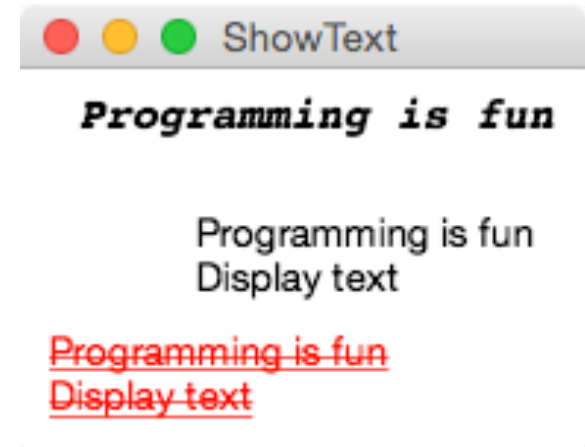 ShowText
Programming is fun
Programming is fun
Display text
Programming is fun
Display text